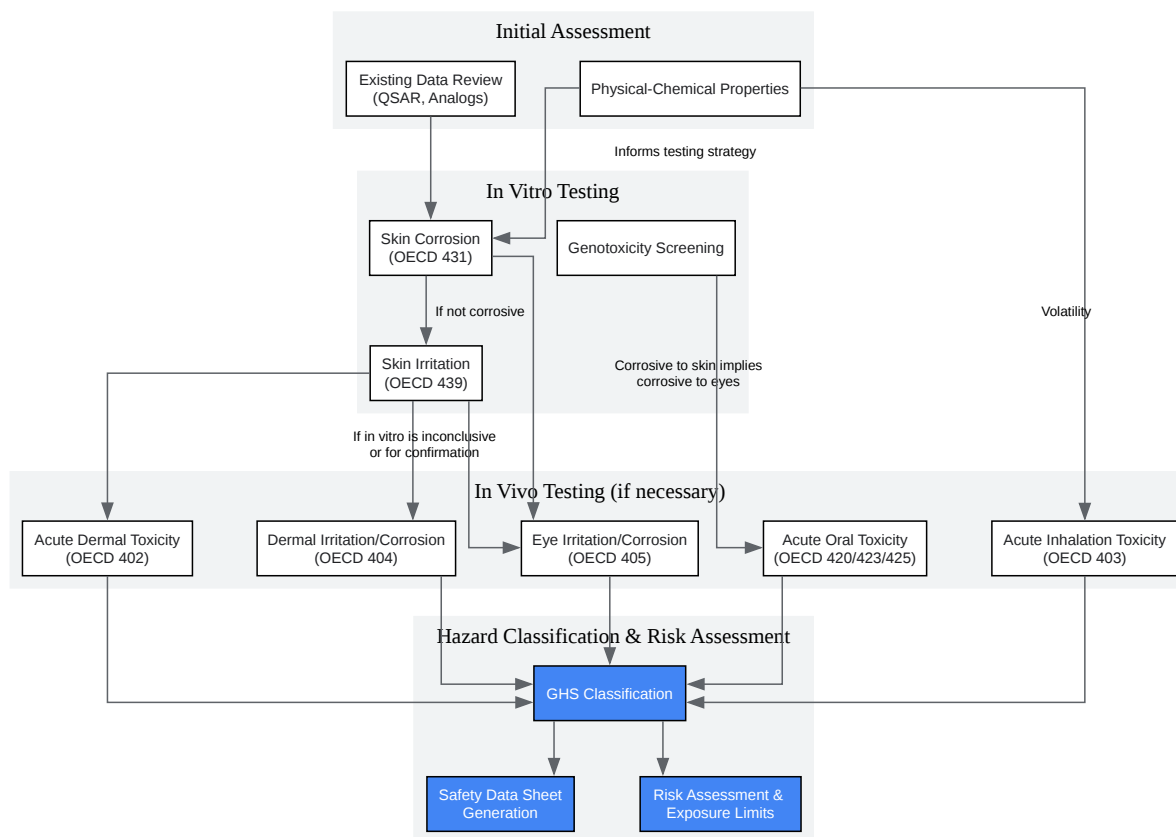 Initial Assessment
Existing Data Review
(QSAR, Analogs)
Physical-Chemical Properties
Informs testing strategy
In Vitro Testing
Skin Corrosion
(OECD 431)
Genotoxicity Screening
If not corrosive
Volatility
Skin Irritation
(OECD 439)
Corrosive to skin implies
corrosive to eyes
If in vitro is inconclusive
or for confirmation
In Vivo Testing (if necessary)
Acute Dermal Toxicity
(OECD 402)
Dermal Irritation/Corrosion
(OECD 404)
Eye Irritation/Corrosion
(OECD 405)
Acute Oral Toxicity
(OECD 420/423/425)
Acute Inhalation Toxicity
(OECD 403)
Hazard Classification & Risk Assessment
GHS Classification
Safety Data Sheet
Generation
Risk Assessment &
Exposure Limits